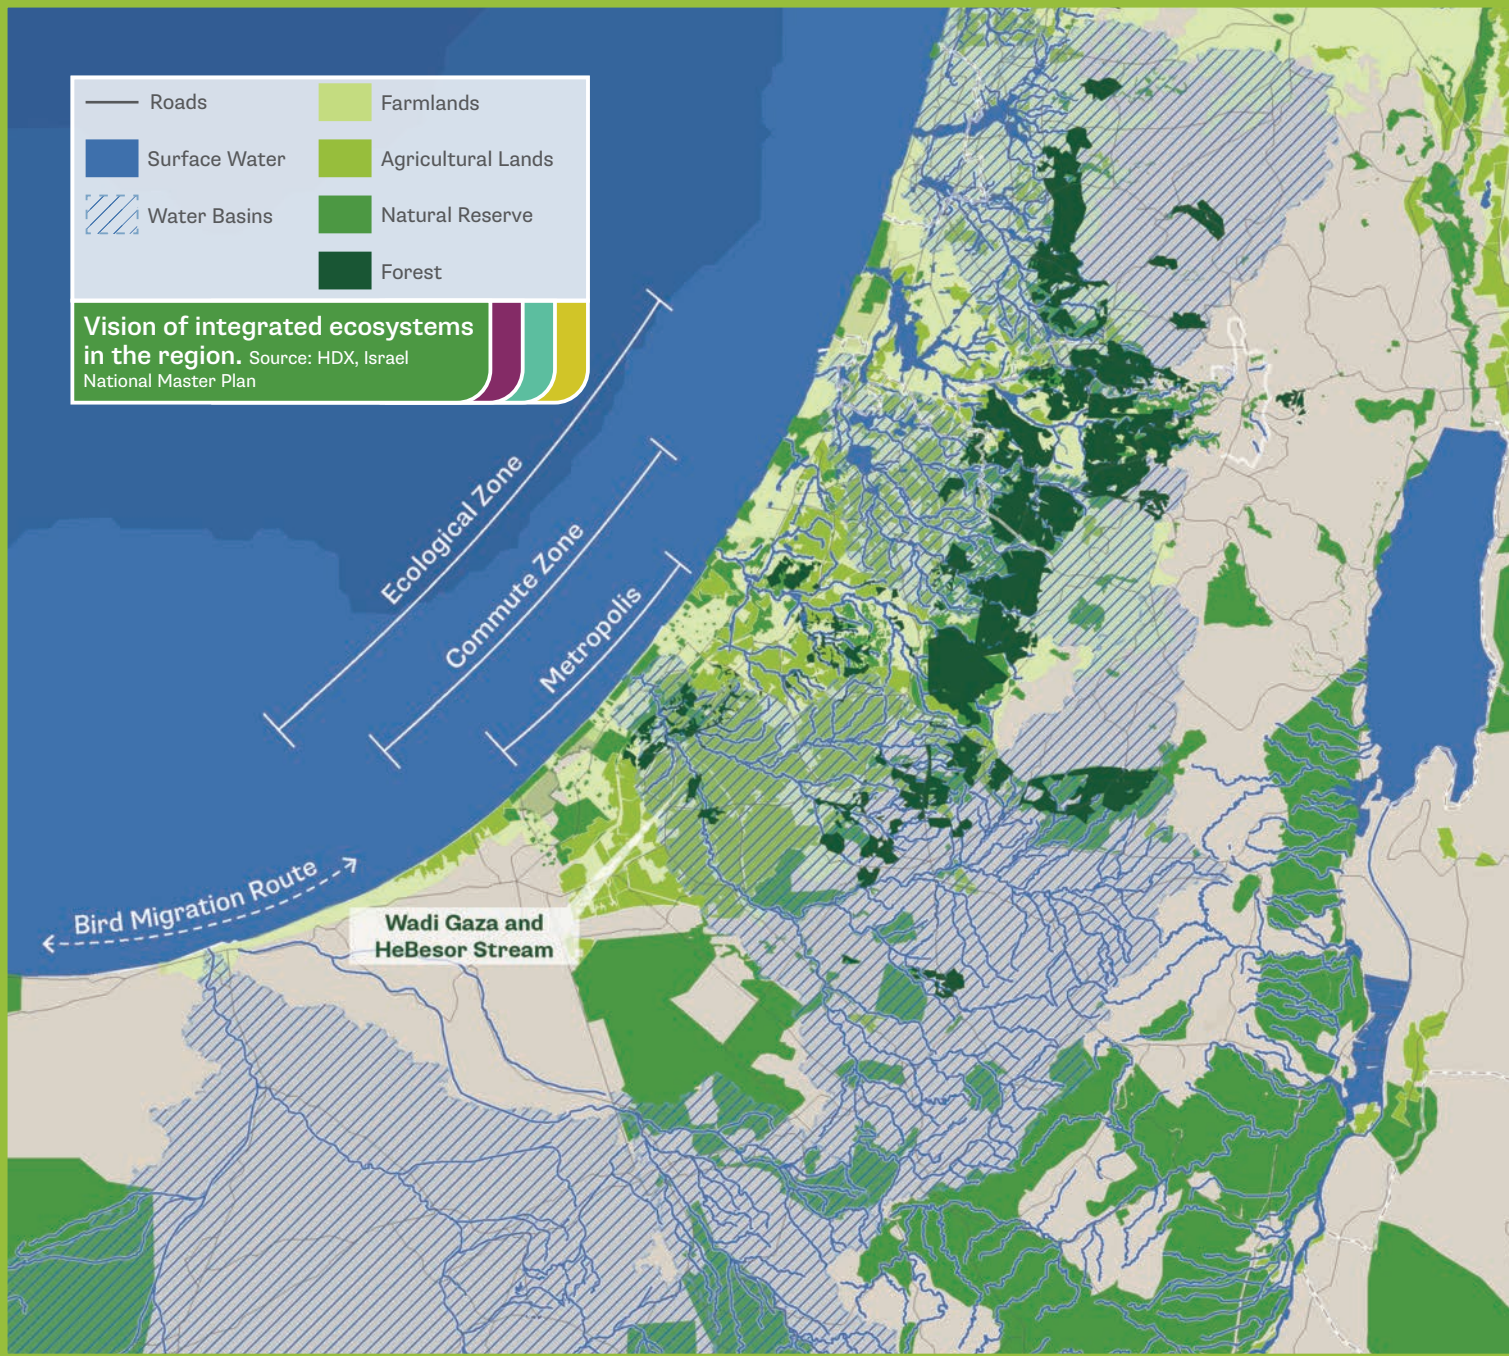 Roads
Surface Water
Water Basins
Farmlands
Agricultural Lands
Natural Reserve
Forest
Vision of integrated ecosystems
in the region. Source: HDX, Israel
National Master Plan
Ecological Zone
Commute Zone
Metropolis
Bird Migration Route
Wadi Gaza and
HeBesor Stream